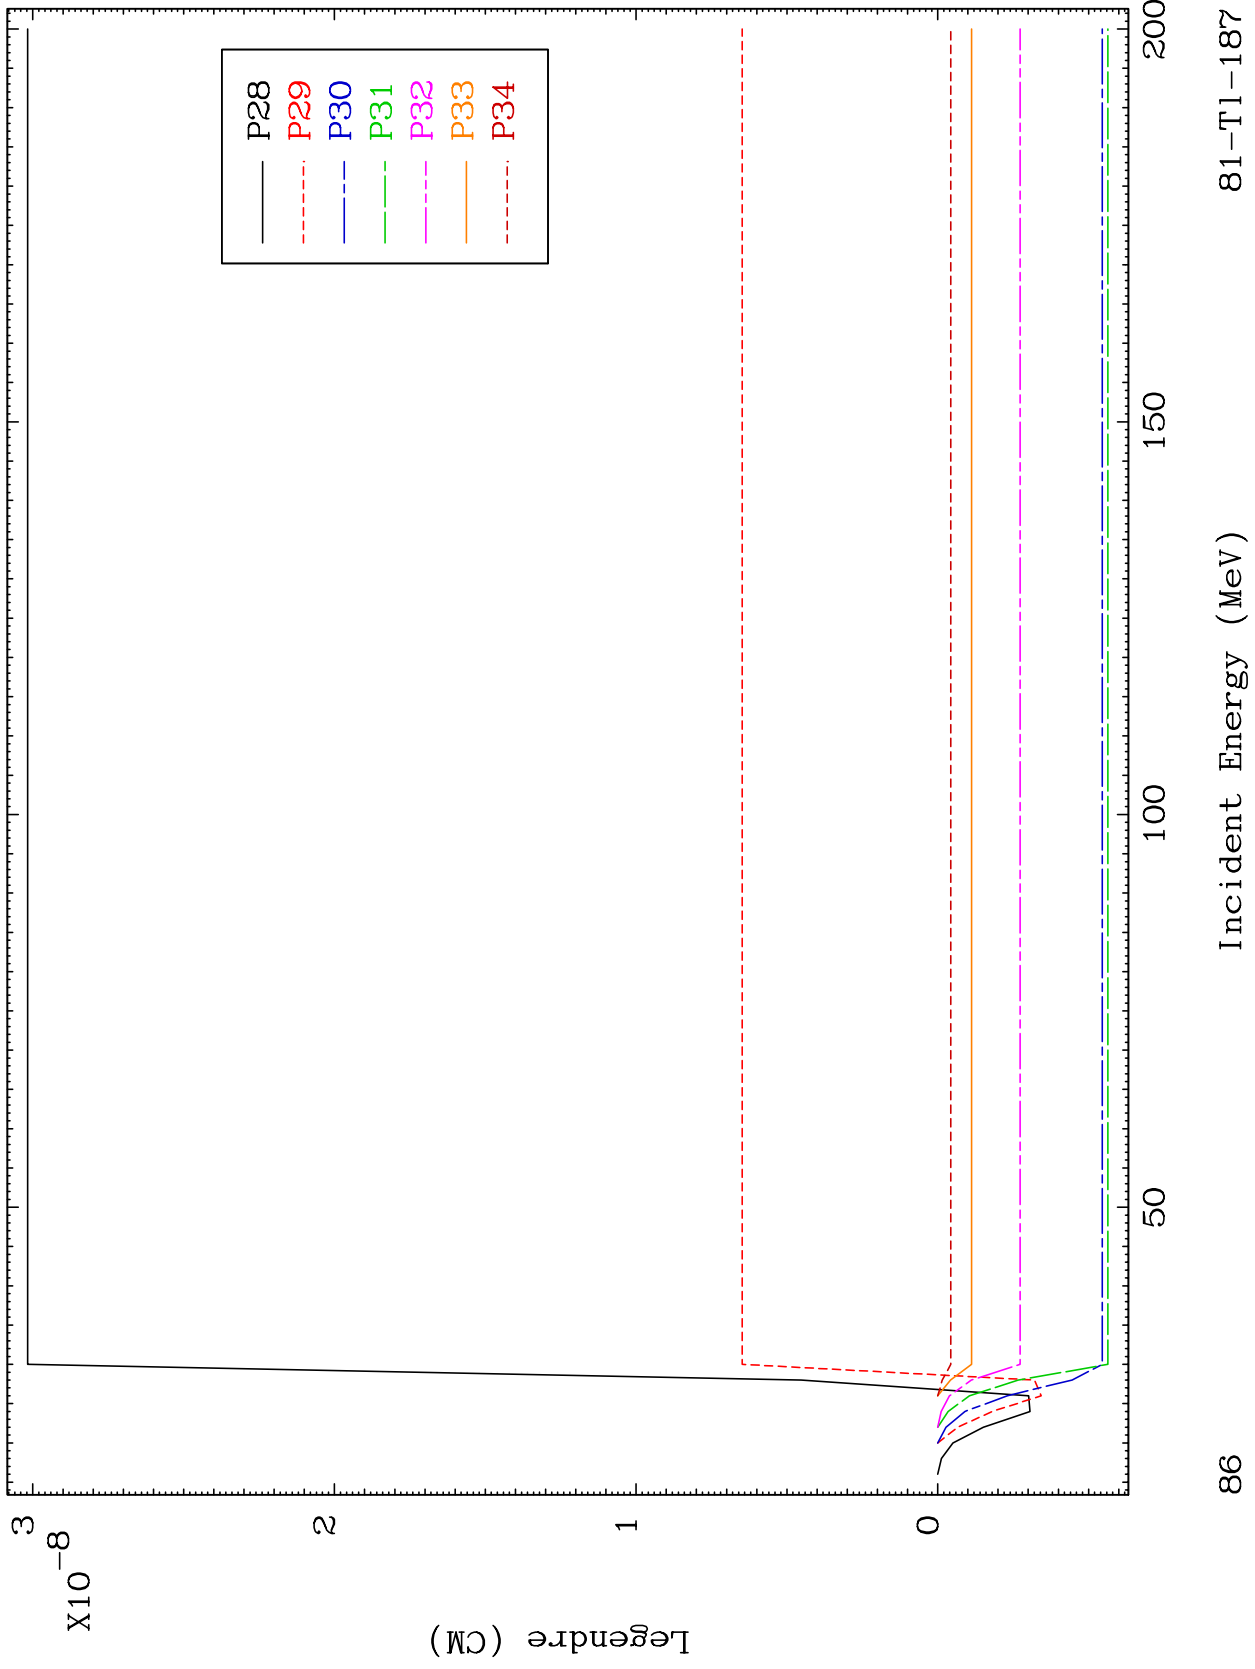 X10-8
3
2
1
0
Legendre (CM)
P28
P29
P30
P31
P32
P33
P34
50
100
150
200
Incident Energy (MeV)
86
81-Tl-187